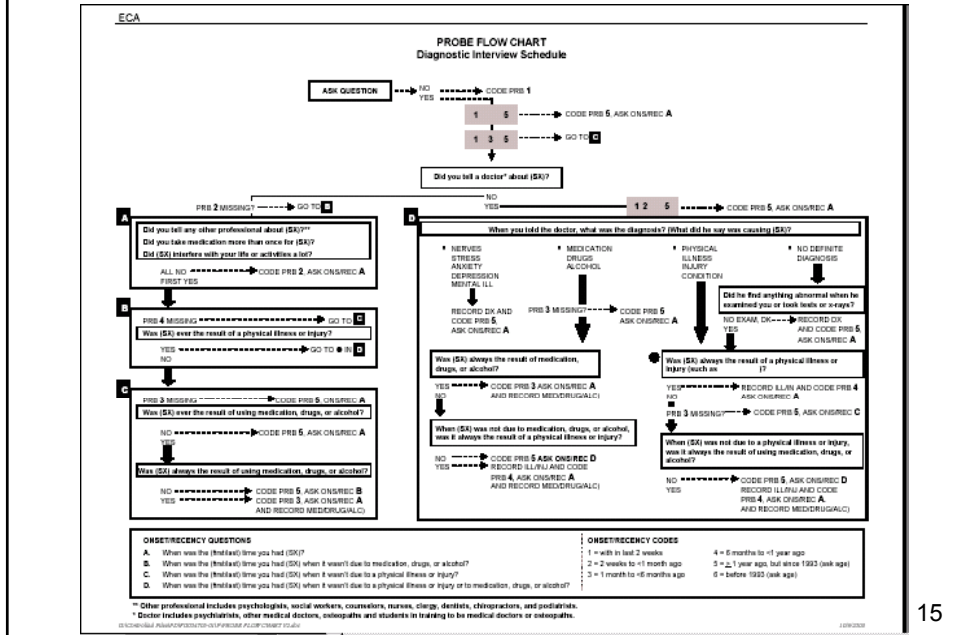 ECA
PROBE FLOW CHART
Diagnostic Interview Schedule
ASK QUESTION NO CODE PRB 1
YES
1 5 CODE PRB 5, ASK ONS/REC A
1 3 5 GO TO C
Did you tell a doctor* about (SX)?
NO
PRB 2 MISSING? GO TO B
YES 1 2 5 CODE PRB 5, ASK ONS/REC A
A
Did you tell any other professional about (SX)?**
Did you take medication more than once for (SX)?
Did (SX) interfere with your life or activities a lot?
ALL NO CODE PRB 2, ASK ONS/REC A
FIRST YES
B
PRB 4 MISSING GO TO C
Was (SX) ever the result of a physical illness or injury?
YES GO TO ● IN D
NO
C
PRB 3 MISSING CODE PRB 5, ONS/REC A
Was (SX) ever the result of using medication, drugs, or alcohol?
NO CODE PRB 5, ASK ONS/REC A
YES
Was (SX) always the result of using medication, drugs, or alcohol?
NO CODE PRB 5, ASK ONS/REC B
YES CODE PRB 3, ASK ONS/REC A
AND RECORD MED/DRUG/ALC)
D
When you told the doctor, what was the diagnosis? (What did he say was causing (SX)?
* NERVES
STRESS
ANXIETY
DEPRESSION
MENTAL ILL
RECORD DX AND
CODE PRB 5,
ASK ONS/REC A
* MEDICATION
DRUGS
ALCOHOL
PRB 3 MISSING? CODE PRB 5
ASK ONS/REC A
* PHYSICAL
ILLNESS
INJURY
CONDITION
* NO DEFINITE
DIAGNOSIS
Did he find anything abnormal when he
examined you or took tests or x-rays?
NO EXAM, DK RECORD DX
YES AND CODE PRB 5,
ASK ONS/REC A
Was (SX) always the result of medication,
drugs, or alcohol?
YES CODE PRB 3 ASK ONS/REC A
NO AND RECORD MED/DRUG/ALC)
When (SX) was not due to medication, drugs, or alcohol,
was it always the result of a physical illness or injury?
NO CODE PRB 5 ASK ONS/REC D
YES RECORD ILL/INJ AND CODE
PRB 4, ASK ONS/REC A
AND RECORD MED/DRUG/ALC)
Was (SX) always the result of a physical illness or
injury (such as )?
YES RECORD ILL/IN AND CODE PRB 4
NO ASK ONS/REC A
PRB 3 MISSING? CODE PRB 5, ASK ONS/REC C
When (SX) was not due to a physical illness or injury,
was it always the result of using medication, drugs, or
alcohol?
NO CODE PRB 5, ASK ONS/REC D
YES RECORD ILL/INJ AND CODE
PRB 4, ASK ONS/REC A
AND RECORD MED/DRUG/ALC)
ONSET/RECENCY QUESTIONS
A. When was the (first/last) time you had (SX)?
B. When was the (first/last) time you had (SX) when it wasn't due to medication, drugs, or alcohol?
C. When was the (first/last) time you had (SX) when it wasn't due to a physical illness or injury?
D. When was the (first/last) time you had (SX) when it wasn't due to a physical illness or injury or to medication, drugs, or alcohol?
ONSET/RECENCY CODES
1 = with in last 2 weeks
2 = 2 weeks to <1 month ago
3 = 1 month to <6 months ago
4 = 6 months to <1 year ago
5 = ≥ 1 year ago, but since 1993 (ask age)
6 = before 1993 (ask age)
** Other professional includes psychologists, social workers, counselors, nurses, clergy, dentists, chiropractors, and podiatrists.
* Doctor includes psychiatrists, other medical doctors, osteopaths and students in training to be medical doctors or osteopaths.
15